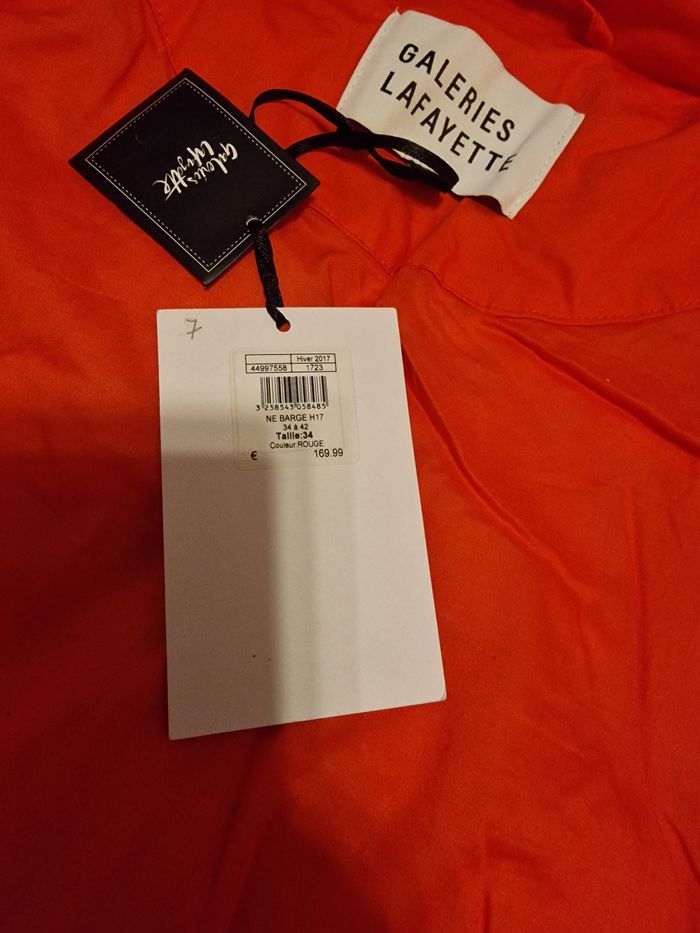 GALERIES
LAFAYETTE
Galeries
Lafayette
7
Hiver 2017
44997558 1723
3 258543 058485
NE BARGE H17
34 à 42
Taille:34
Couleur:ROUGE
€ 169.99